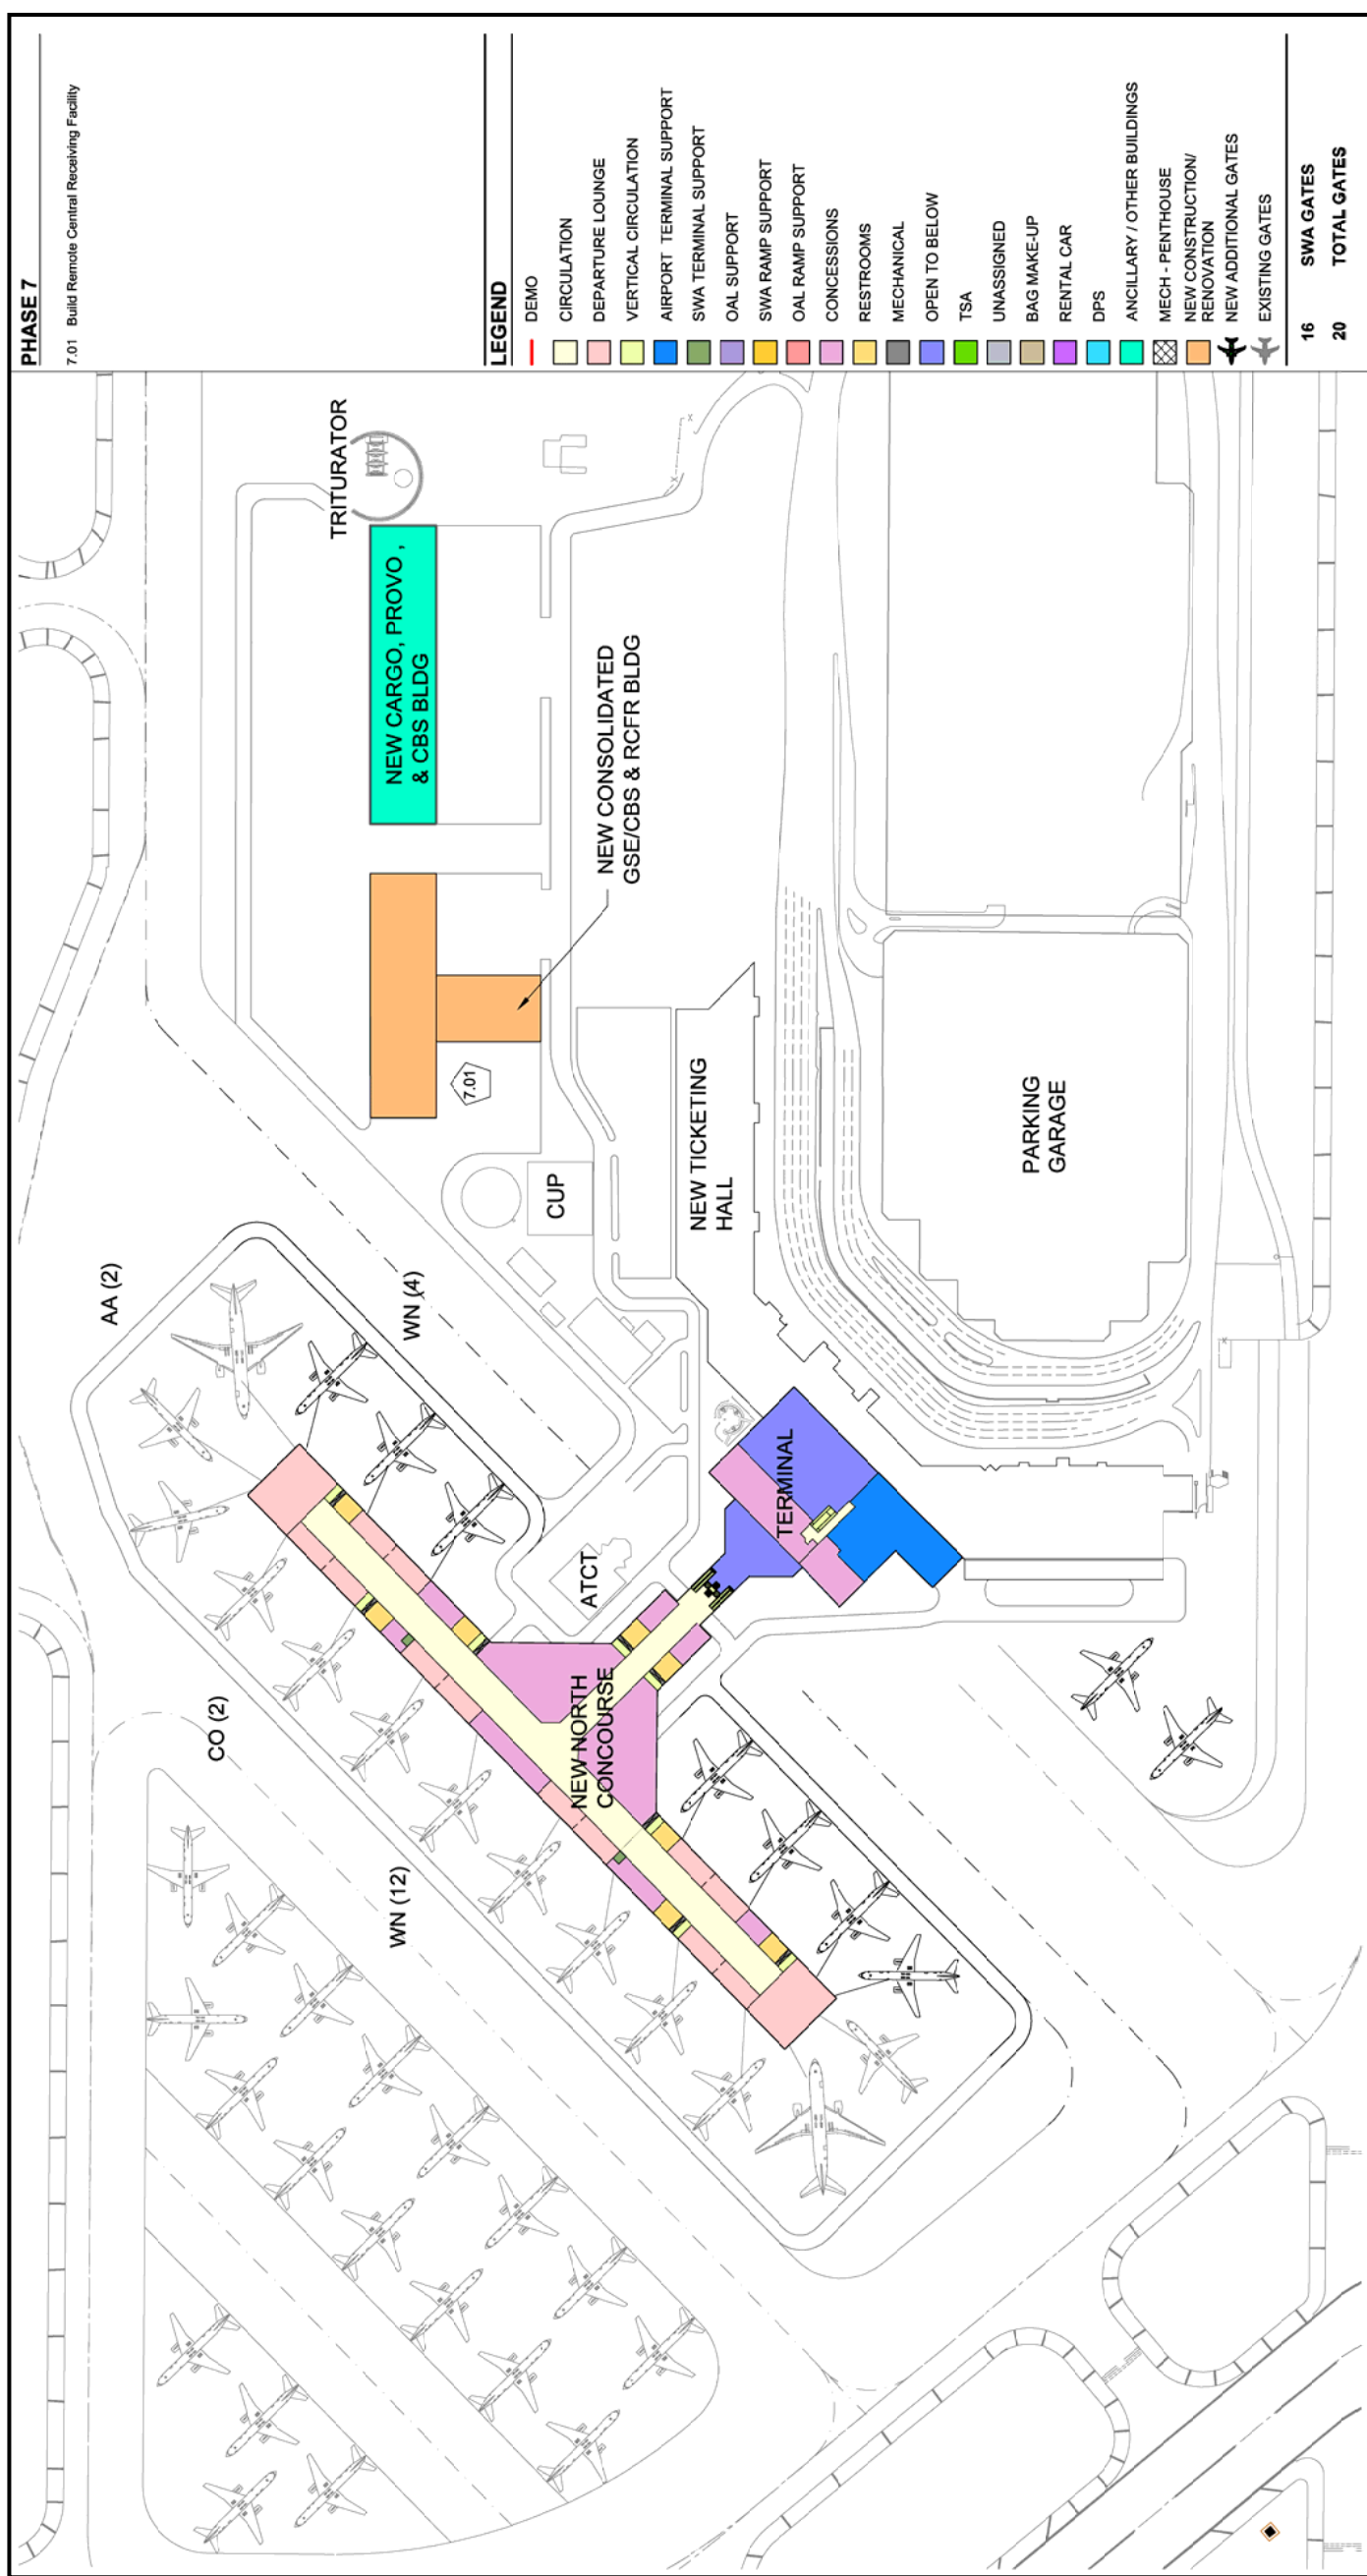 PHASE 7
7.01 Build Remote Central Receiving Facility
LEGEND
DEMO
CIRCULATION
DEPARTURE LOUNGE
VERTICAL CIRCULATION
AIRPORT TERMINAL SUPPORT
SWA TERMINAL SUPPORT
OAL SUPPORT
SWA RAMP SUPPORT
OAL RAMP SUPPORT
CONCESSIONS
RESTROOMS
MECHANICAL
OPEN TO BELOW
TSA
UNASSIGNED
BAG MAKE-UP
RENTAL CAR
DPS
ANCILLARY / OTHER BUILDINGS
MECH - PENTHOUSE
NEW CONSTRUCTION/
RENOVATION
NEW ADDITIONAL GATES
EXISTING GATES
16 SWA GATES
20 TOTAL GATES
TRITURATOR
NEW CARGO, PROVO ,
& CBS BLDG
NEW CONSOLIDATED
GSE/CBS & RCFR BLDG
7.01
CUP
NEW TICKETING
HALL
PARKING
GARAGE
AA (2)
WN (4)
ATCT
TERMINAL
NEW NORTH
CONCOURSE
CO (2)
WN (12)